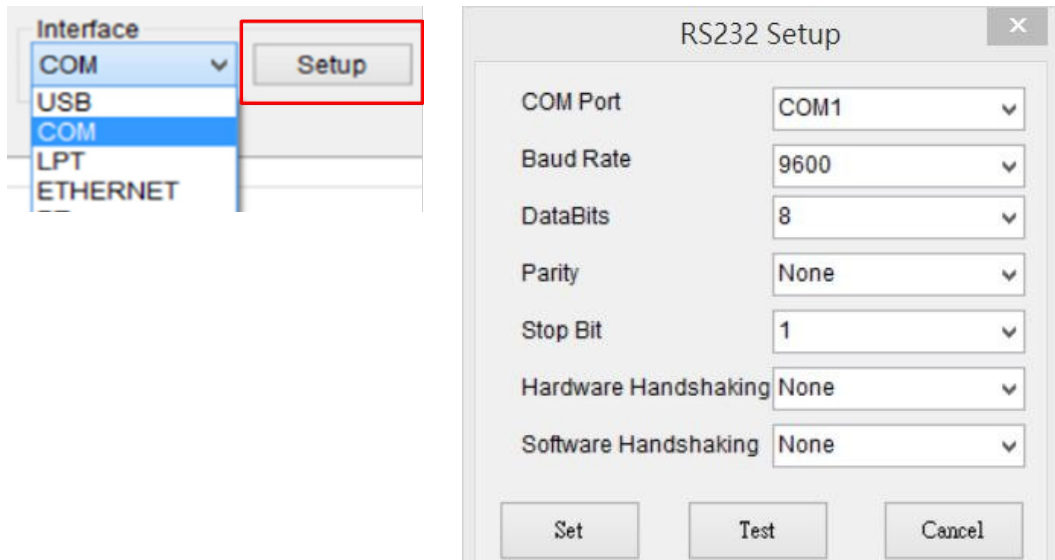 Interface
COM
Setup
USB
COM
LPT
ETHERNET
RS232 Setup
COM Port COM1
Baud Rate 9600
DataBits 8
Parity None
Stop Bit 1
Hardware Handshaking None
Software Handshaking None
Set Test Cancel